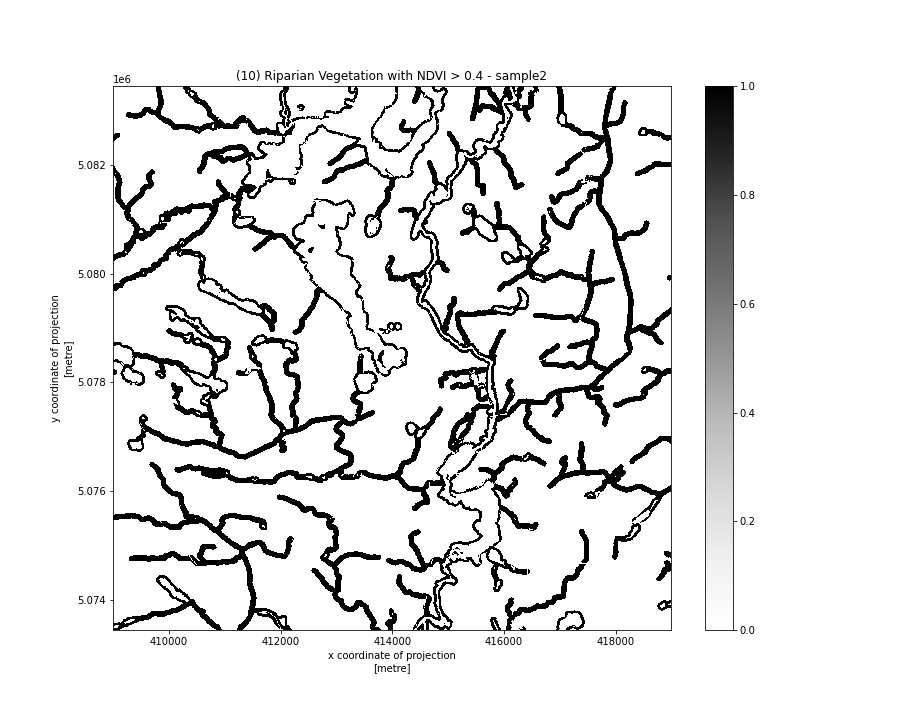 (10) Riparian Vegetation with NDVI > 0.4 - sample2
1e6
5.082
5.080
5.078
5.076
5.074
y coordinate of projection
[metre]
410000 412000 414000 416000 418000
x coordinate of projection
[metre]
1.0
0.8
0.6
0.4
0.2
0.0